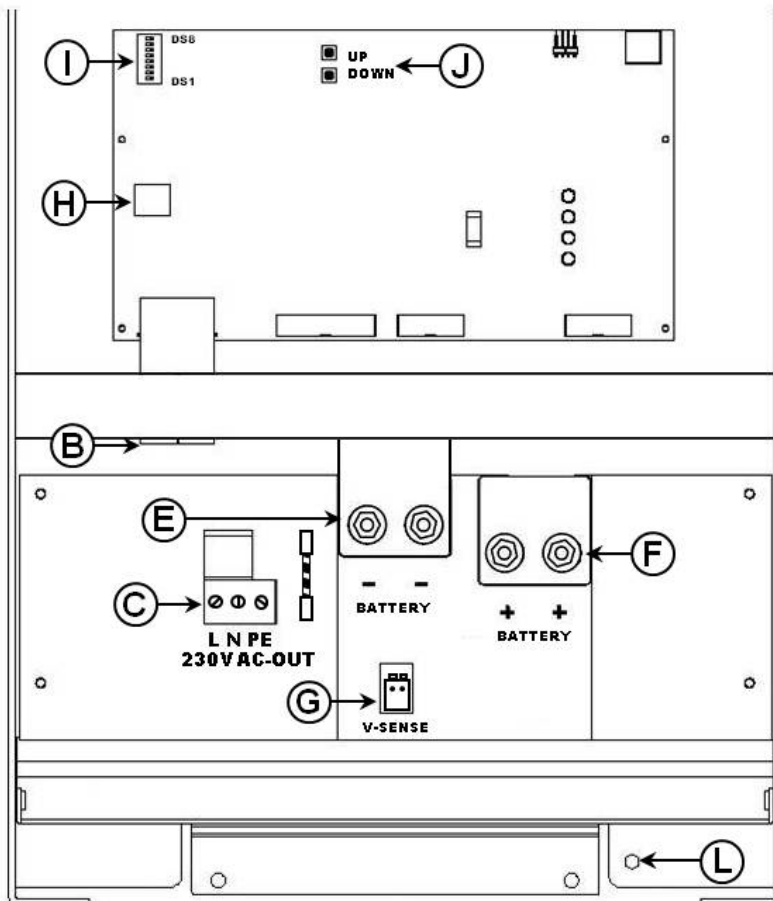 DS8
I
UP
J
DOWN
DS1
H
B
E
F
C
- -
BATTERY
+ +
BATTERY
L N PE
230V AC-OUT
G
V-SENSE
L